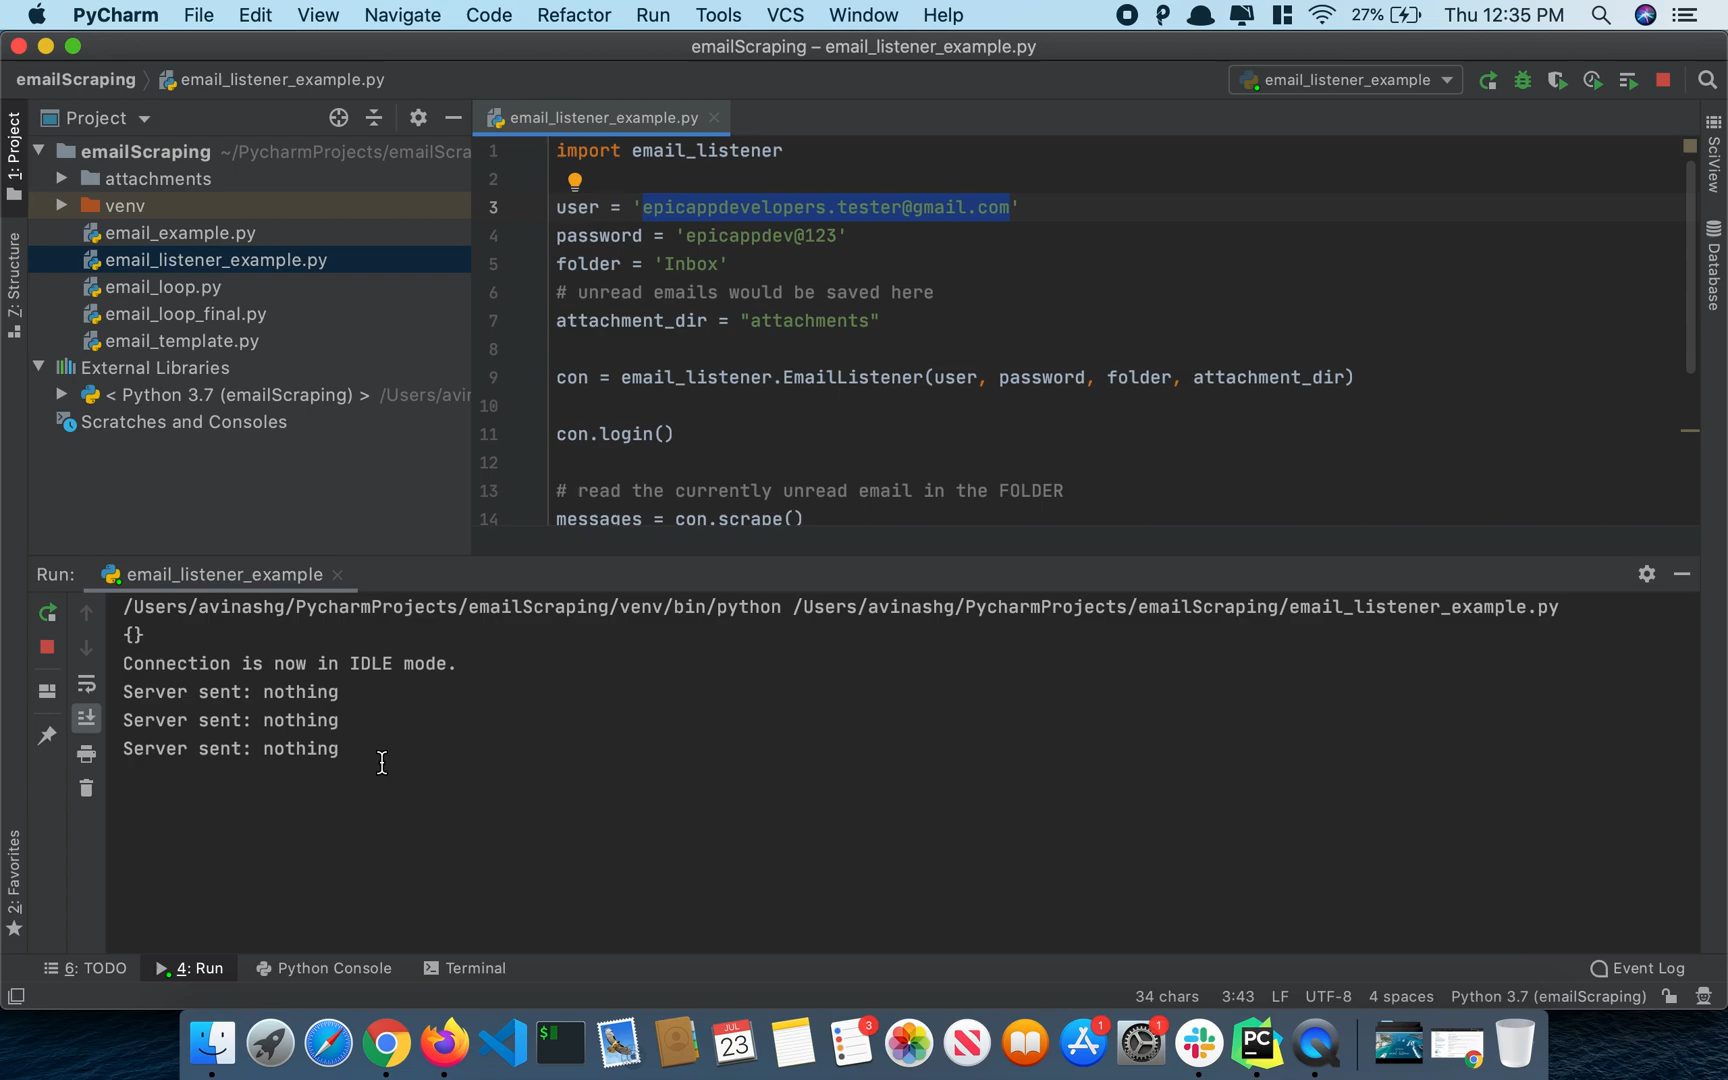 PyCharm File Edit View Navigate Code Refactor Run Tools VCS Window Help 27% Thu 12:35 PM
emailScraping – email_listener_example.py
emailScraping email_listener_example.py email_listener_example
1: Project
Project
email_listener_example.py
SciView
Database
emailScraping ~/PycharmProjects/emailScra
attachments
venv
email_example.py
email_listener_example.py
email_loop.py
email_loop_final.py
email_template.py
External Libraries
< Python 3.7 (emailScraping) > /Users/avin
Scratches and Consoles
Z: Structure
2: Favorites
1 import email_listener
2
3 user = 'epicappdevelopers.tester@gmail.com'
4 password = 'epicappdev@123'
5 folder = 'Inbox'
6 # unread emails would be saved here
7 attachment_dir = "attachments"
8
9 con = email_listener.EmailListener(user, password, folder, attachment_dir)
10
11 con.login()
12
13 # read the currently unread email in the FOLDER
14 messages = con.scrape()
Run: email_listener_example
/Users/avinashg/PycharmProjects/emailScraping/venv/bin/python /Users/avinashg/PycharmProjects/emailScraping/email_listener_example.py
{}
Connection is now in IDLE mode.
Server sent: nothing
Server sent: nothing
Server sent: nothing
6: TODO 4: Run Python Console Terminal Event Log
34 chars 3:43 LF UTF-8 4 spaces Python 3.7 (emailScraping)
$
JUL
23
3
1
1
PC